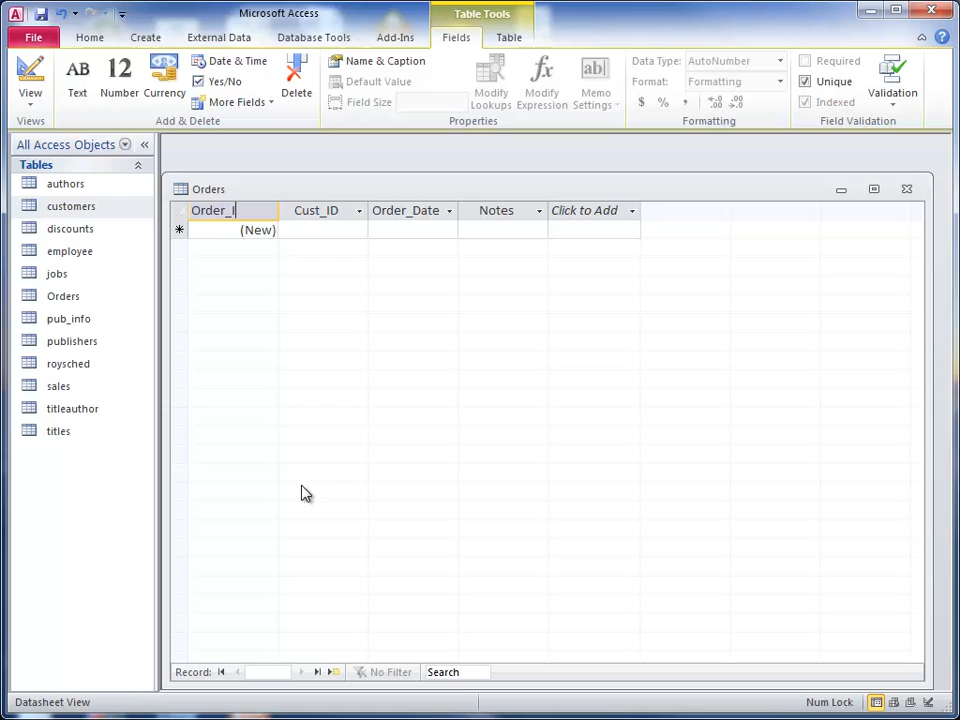 Microsoft Access
Table Tools
File
Home
Create
External Data
Database Tools
Add-Ins
Fields
Table
View
Views
AB
Text
12
Number
Currency
Date & Time
Yes/No
More Fields
Delete
Add & Delete
Name & Caption
Default Value
Field Size
Modify
Lookups
fx
Modify
Expression
ab|
Memo
Settings
Properties
Data Type: AutoNumber
Format: Formatting
$ % ,
Formatting
Required
Unique
Indexed
Validation
Field Validation
All Access Objects
Tables
authors
customers
discounts
employee
jobs
Orders
pub_info
publishers
roysched
sales
titleauthor
titles
Orders
Order_I Cust_ID Order_Date Notes Click to Add
(New)
Record:
No Filter
Search
Datasheet View
Num Lock